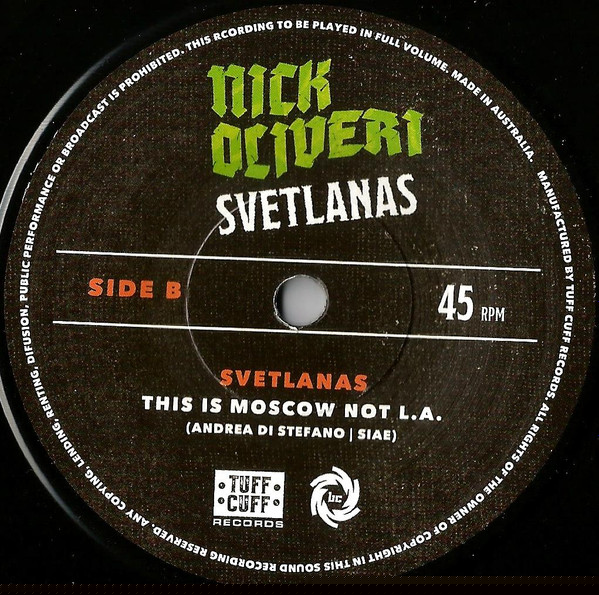 NICK
OLIVERI
SVETLANAS
SIDE B
45 RPM
SVETLANAS
THIS IS MOSCOW NOT L.A.
(ANDREA DI STEFANO | SIAE)
TUFF
CUFF
RECORDS
MANUFACTURED BY TUFF CUFF RECORDS. ALL RIGHTS OF THE OWNER OF COPYRIGHT IN THIS SOUND RECORDING RESERVED. ANY COPYING, LENDING, RENTING, DIFUSION, PUBLIC PERFORMANCE OR BROADCAST IS PROHIBITED. THIS RCORDING TO BE PLAYED IN FULL VOLUME. MADE IN AUSTRALIA.